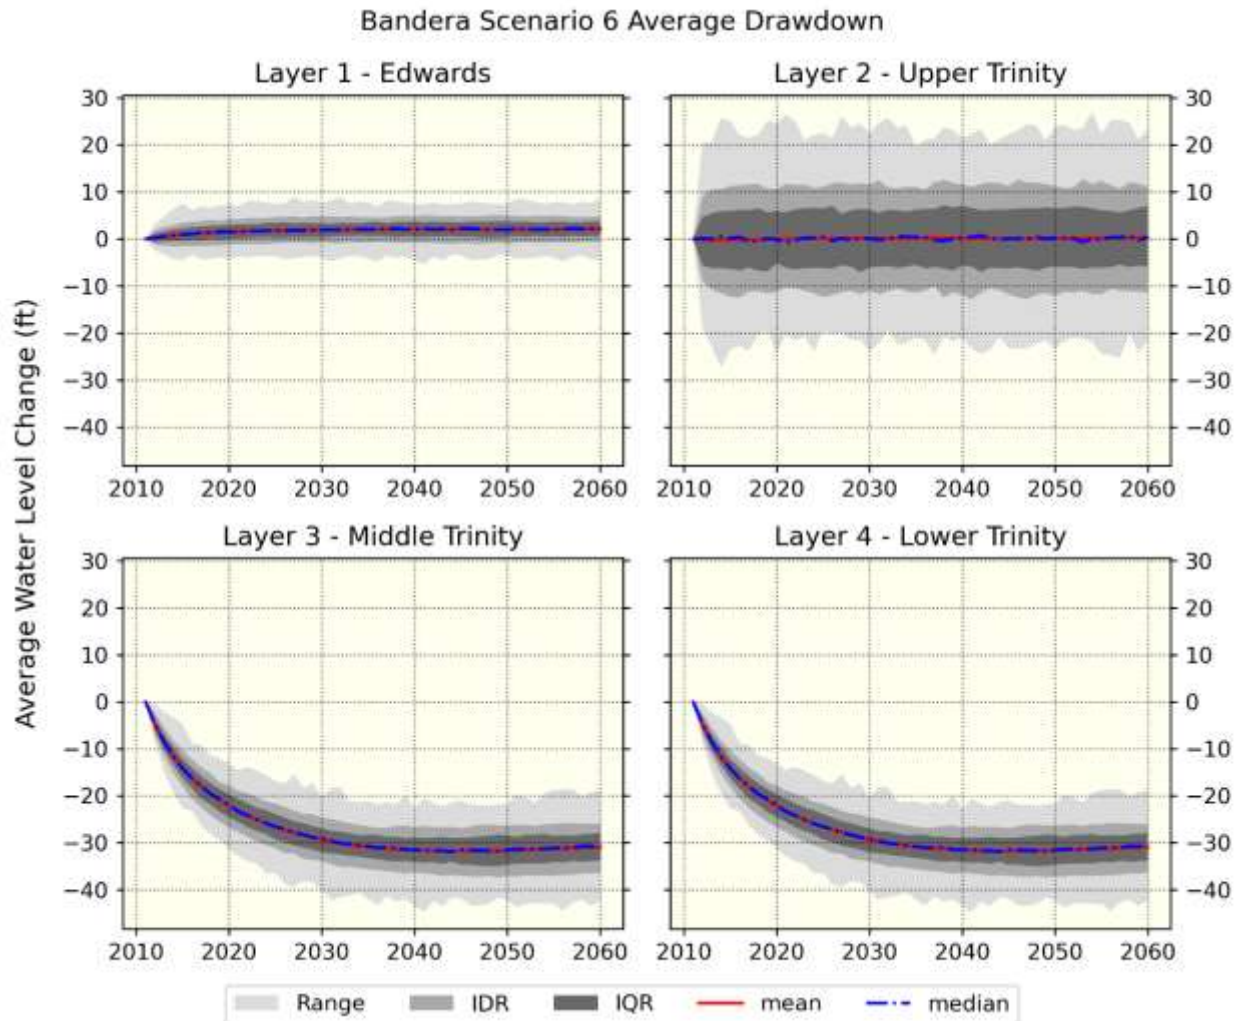 Bandera Scenario 6 Average Drawdown
Layer 1 - Edwards
Layer 2 - Upper Trinity
30
20
10
0
−10
−20
−30
−40
30
20
10
0
−10
−20
−30
−40
2010 2020 2030 2040 2050 2060
2010 2020 2030 2040 2050 2060
Average Water Level Change (ft)
Layer 3 - Middle Trinity
Layer 4 - Lower Trinity
30
20
10
0
−10
−20
−30
−40
30
20
10
0
−10
−20
−30
−40
2010 2020 2030 2040 2050 2060
2010 2020 2030 2040 2050 2060
Range IDR IQR mean median